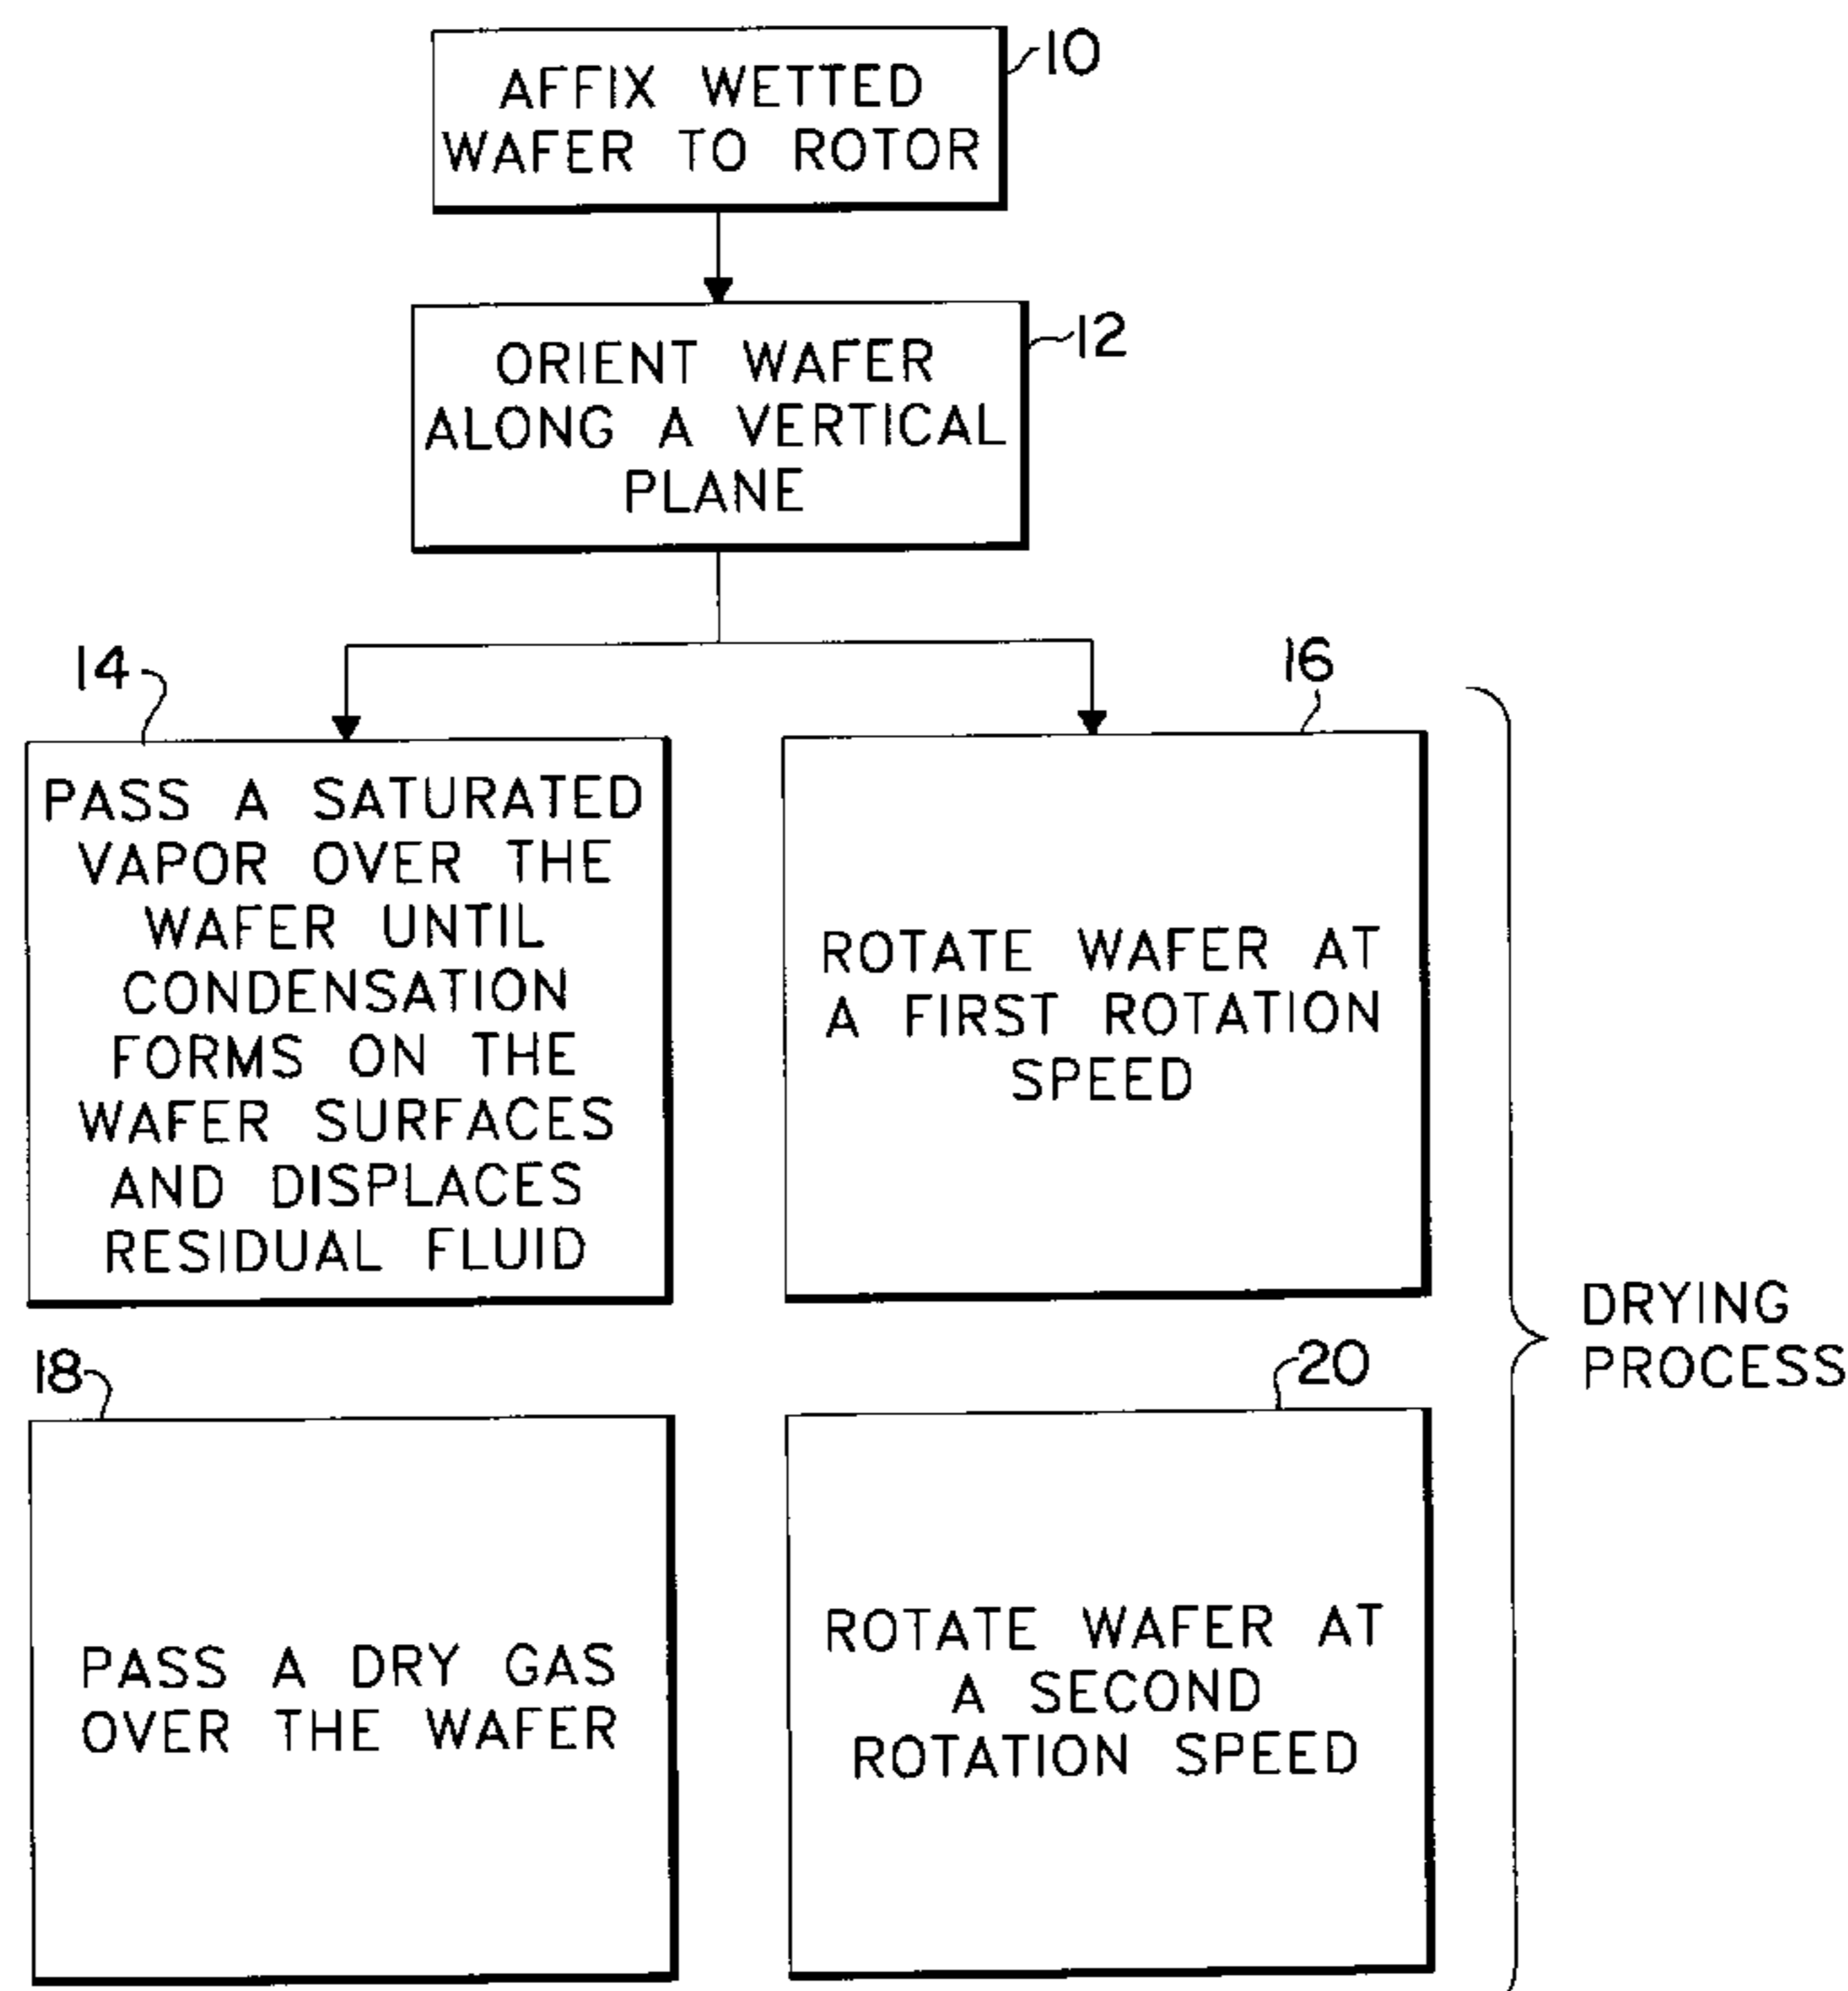 10
AFFIX WETTED
WAFER TO ROTOR
12
ORIENT WAFER
ALONG A VERTICAL
PLANE
14
PASS A SATURATED
VAPOR OVER THE
WAFER UNTIL
CONDENSATION
FORMS ON THE
WAFER SURFACES
AND DISPLACES
RESIDUAL FLUID
16
ROTATE WAFER AT
A FIRST ROTATION
SPEED
18
PASS A DRY GAS
OVER THE WAFER
20
ROTATE WAFER AT
A SECOND
ROTATION SPEED
DRYING
PROCESS